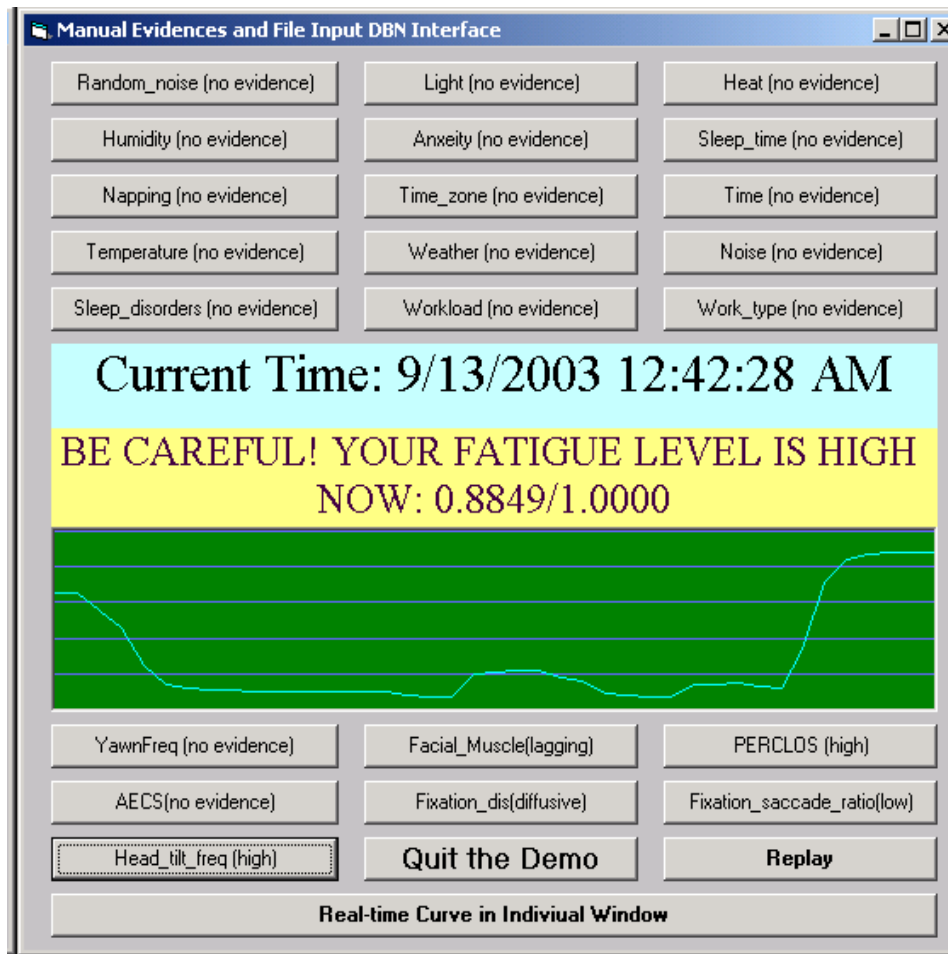 Manual Evidences and File Input DBN Interface
Random_noise (no evidence)
Light (no evidence)
Heat (no evidence)
Humidity (no evidence)
Anxeity (no evidence)
Sleep_time (no evidence)
Napping (no evidence)
Time_zone (no evidence)
Time (no evidence)
Temperature (no evidence)
Weather (no evidence)
Noise (no evidence)
Sleep_disorders (no evidence)
Workload (no evidence)
Work_type (no evidence)
Current Time: 9/13/2003 12:42:28 AM
BE CAREFUL! YOUR FATIGUE LEVEL IS HIGH
NOW: 0.8849/1.0000
YawnFreq (no evidence)
Facial_Muscle(lagging)
PERCLOS (high)
AECS(no evidence)
Fixation_dis(diffusive)
Fixation_saccade_ratio(low)
Head_tilt_freq (high)
Quit the Demo
Replay
Real-time Curve in Indiviual Window